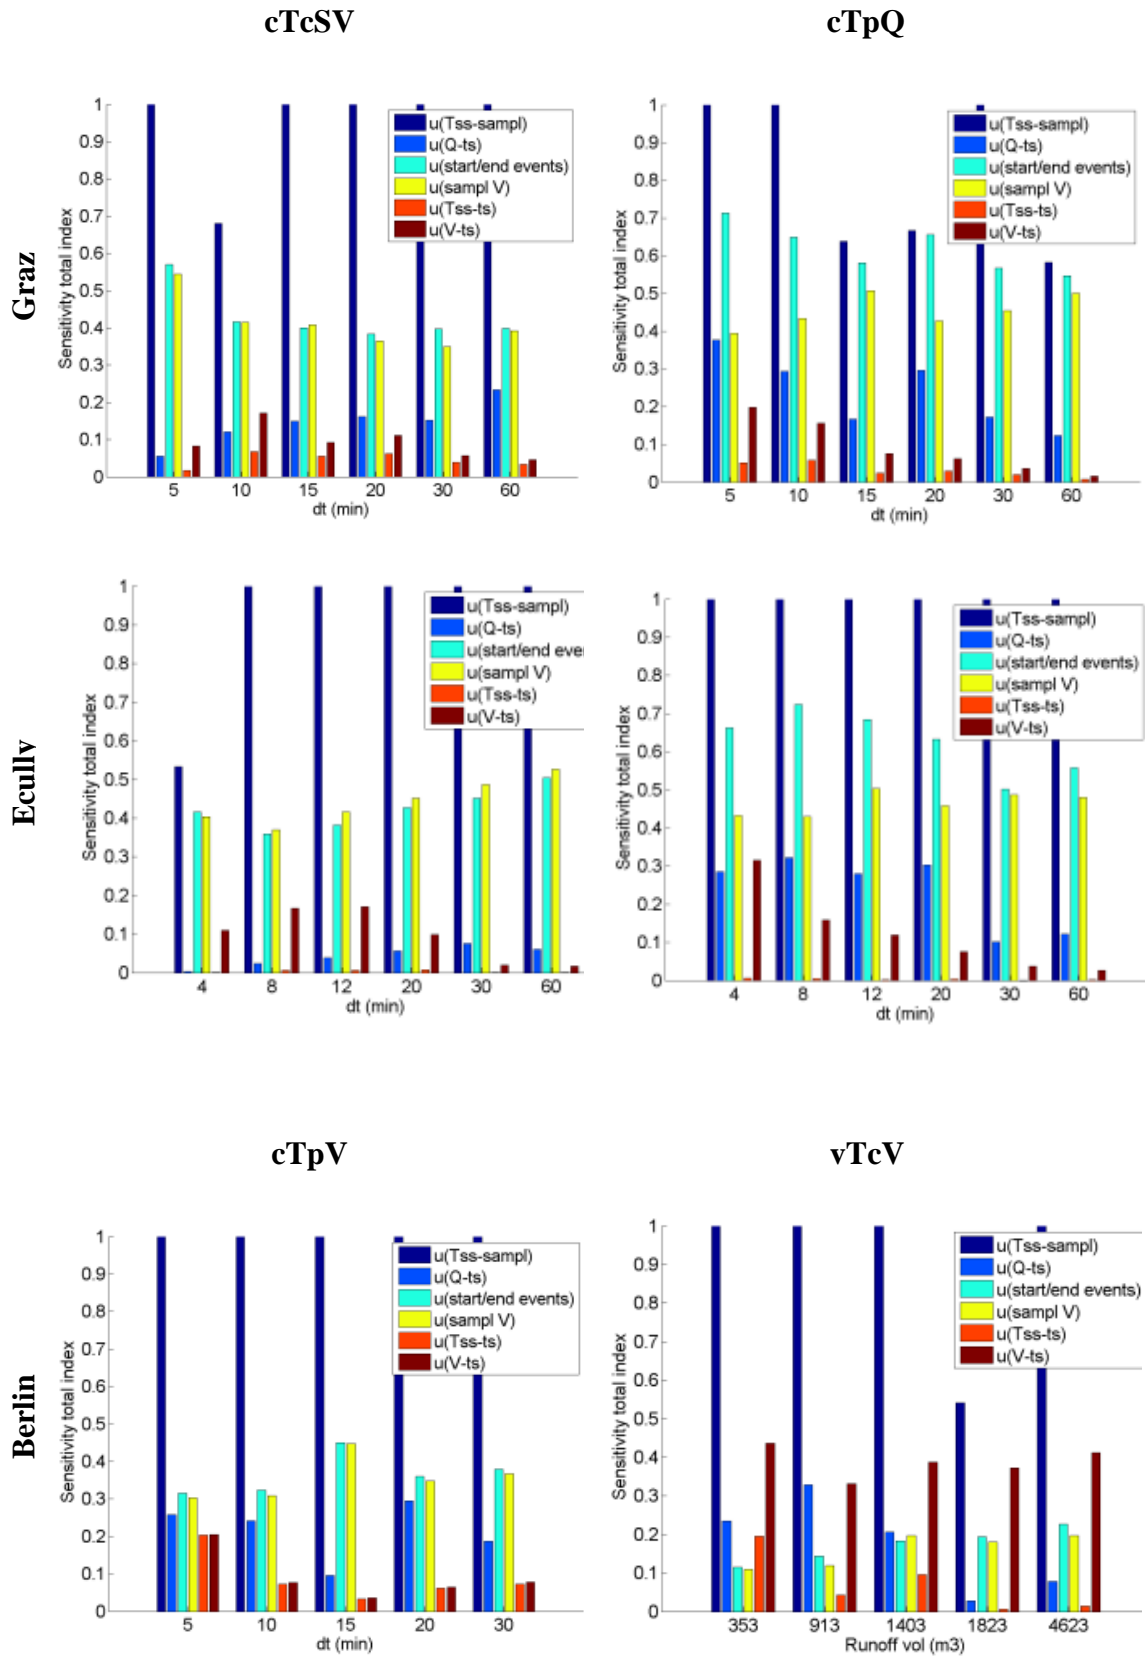 cTcSV
cTpQ
Graz
Sensitivity total index
1
0.9
0.8
0.7
0.6
0.5
0.4
0.3
0.2
0.1
0
u(Tss-sampl)
u(Q-ts)
u(start/end events)
u(sampl V)
u(Tss-ts)
u(V-ts)
5 10 15 20 30 60
dt (min)
Sensitivity total index
1
0.9
0.8
0.7
0.6
0.5
0.4
0.3
0.2
0.1
0
u(Tss-sampl)
u(Q-ts)
u(start/end events)
u(sampl V)
u(Tss-ts)
u(V-ts)
5 10 15 20 30 60
dt (min)
Ecullv
Sensitivity total index
1
0.9
0.8
0.7
0.6
0.5
0.4
0.3
0.2
0.1
0
u(Tss-sampl)
u(Q-ts)
u(start/end ever
u(sampl V)
u(Tss-ts)
u(V-ts)
4 8 12 20 30 60
dt (min)
Sensitivity total index
1
0.9
0.8
0.7
0.6
0.5
0.4
0.3
0.2
0.1
0
u(Tss-sampl)
u(Q-ts)
u(start/end events)
u(sampl V)
u(Tss-ts)
u(V-ts)
4 8 12 20 30 60
dt (min)
cTpV
vTcV
Berlin
Sensitivity total index
1
0.9
0.8
0.7
0.6
0.5
0.4
0.3
0.2
0.1
0
u(Tss-sampl)
u(Q-ts)
u(start/end events)
u(sampl V)
u(Tss-ts)
u(V-ts)
5 10 15 20 30
dt (min)
Sensitivity total index
1
0.9
0.8
0.7
0.6
0.5
0.4
0.3
0.2
0.1
0
u(Tss-sampl)
u(Q-ts)
u(start/end events)
u(sampl V)
u(Tss-ts)
u(V-ts)
353 913 1403 1823 4623
Runoff vol (m3)